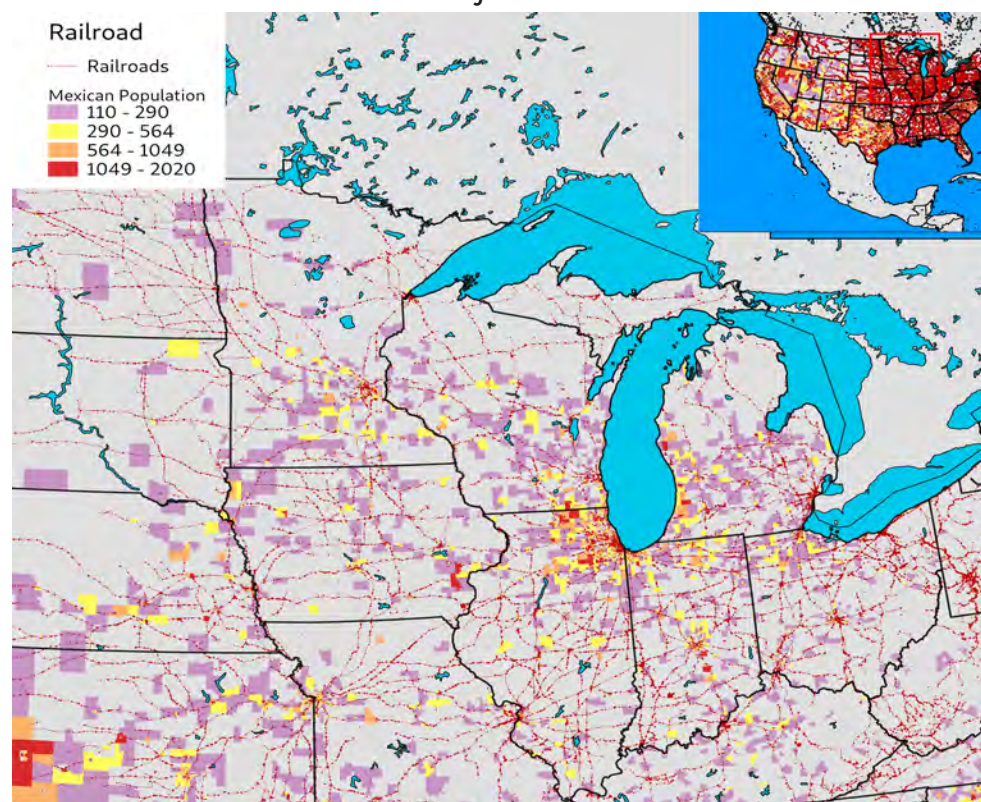 Railroad
Railroads
Mexican Population
110 - 290
290 - 564
564 - 1049
1049 - 2020